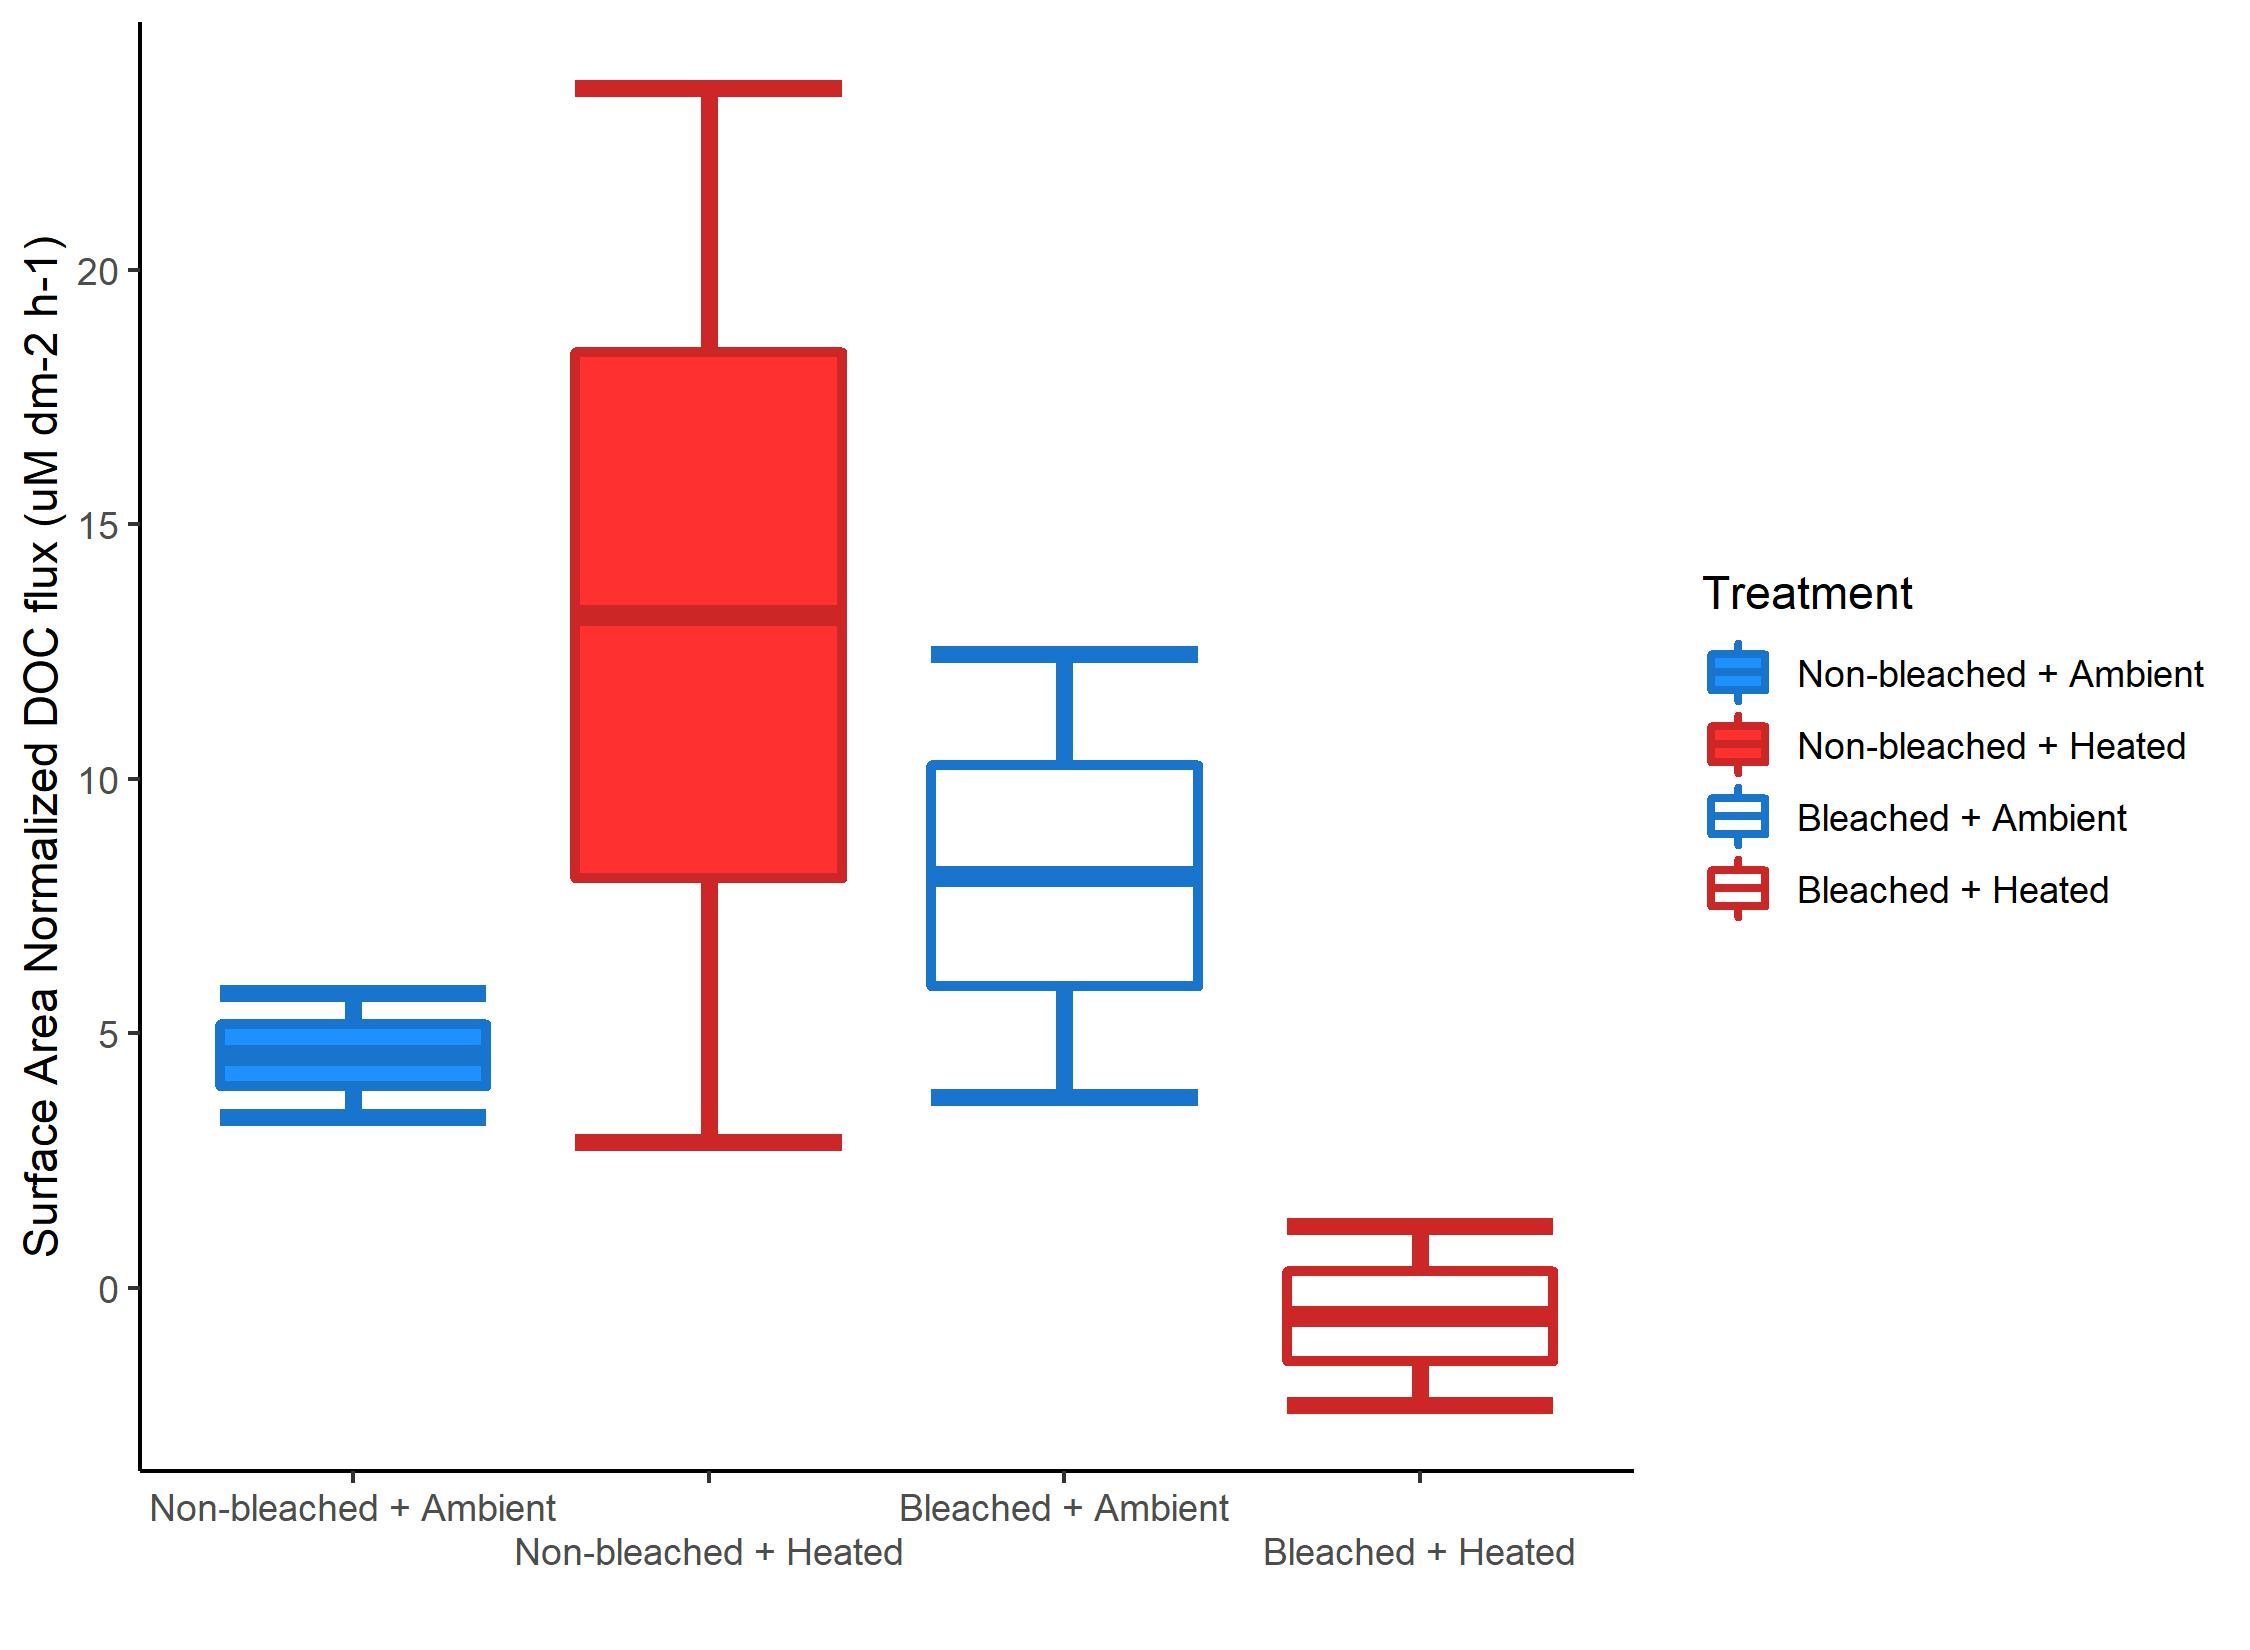 Surface Area Normalized DOC flux (uM dm-2 h-1)
20
15
10
5
0
Non-bleached + Ambient
Non-bleached + Heated
Bleached + Ambient
Bleached + Heated
Treatment
Non-bleached + Ambient
Non-bleached + Heated
Bleached + Ambient
Bleached + Heated